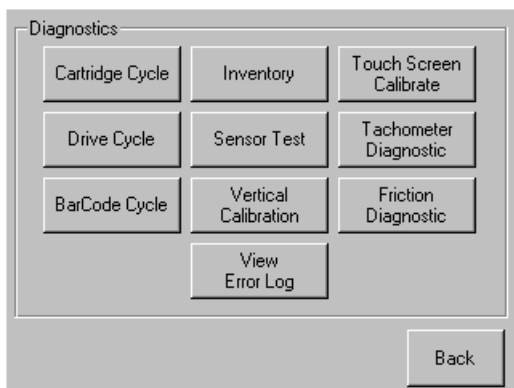 Diagnostics
Cartridge Cycle
Inventory
Touch Screen
Calibrate
Drive Cycle
Sensor Test
Tachometer
Diagnostic
BarCode Cycle
Vertical
Calibration
Friction
Diagnostic
View
Error Log
Back